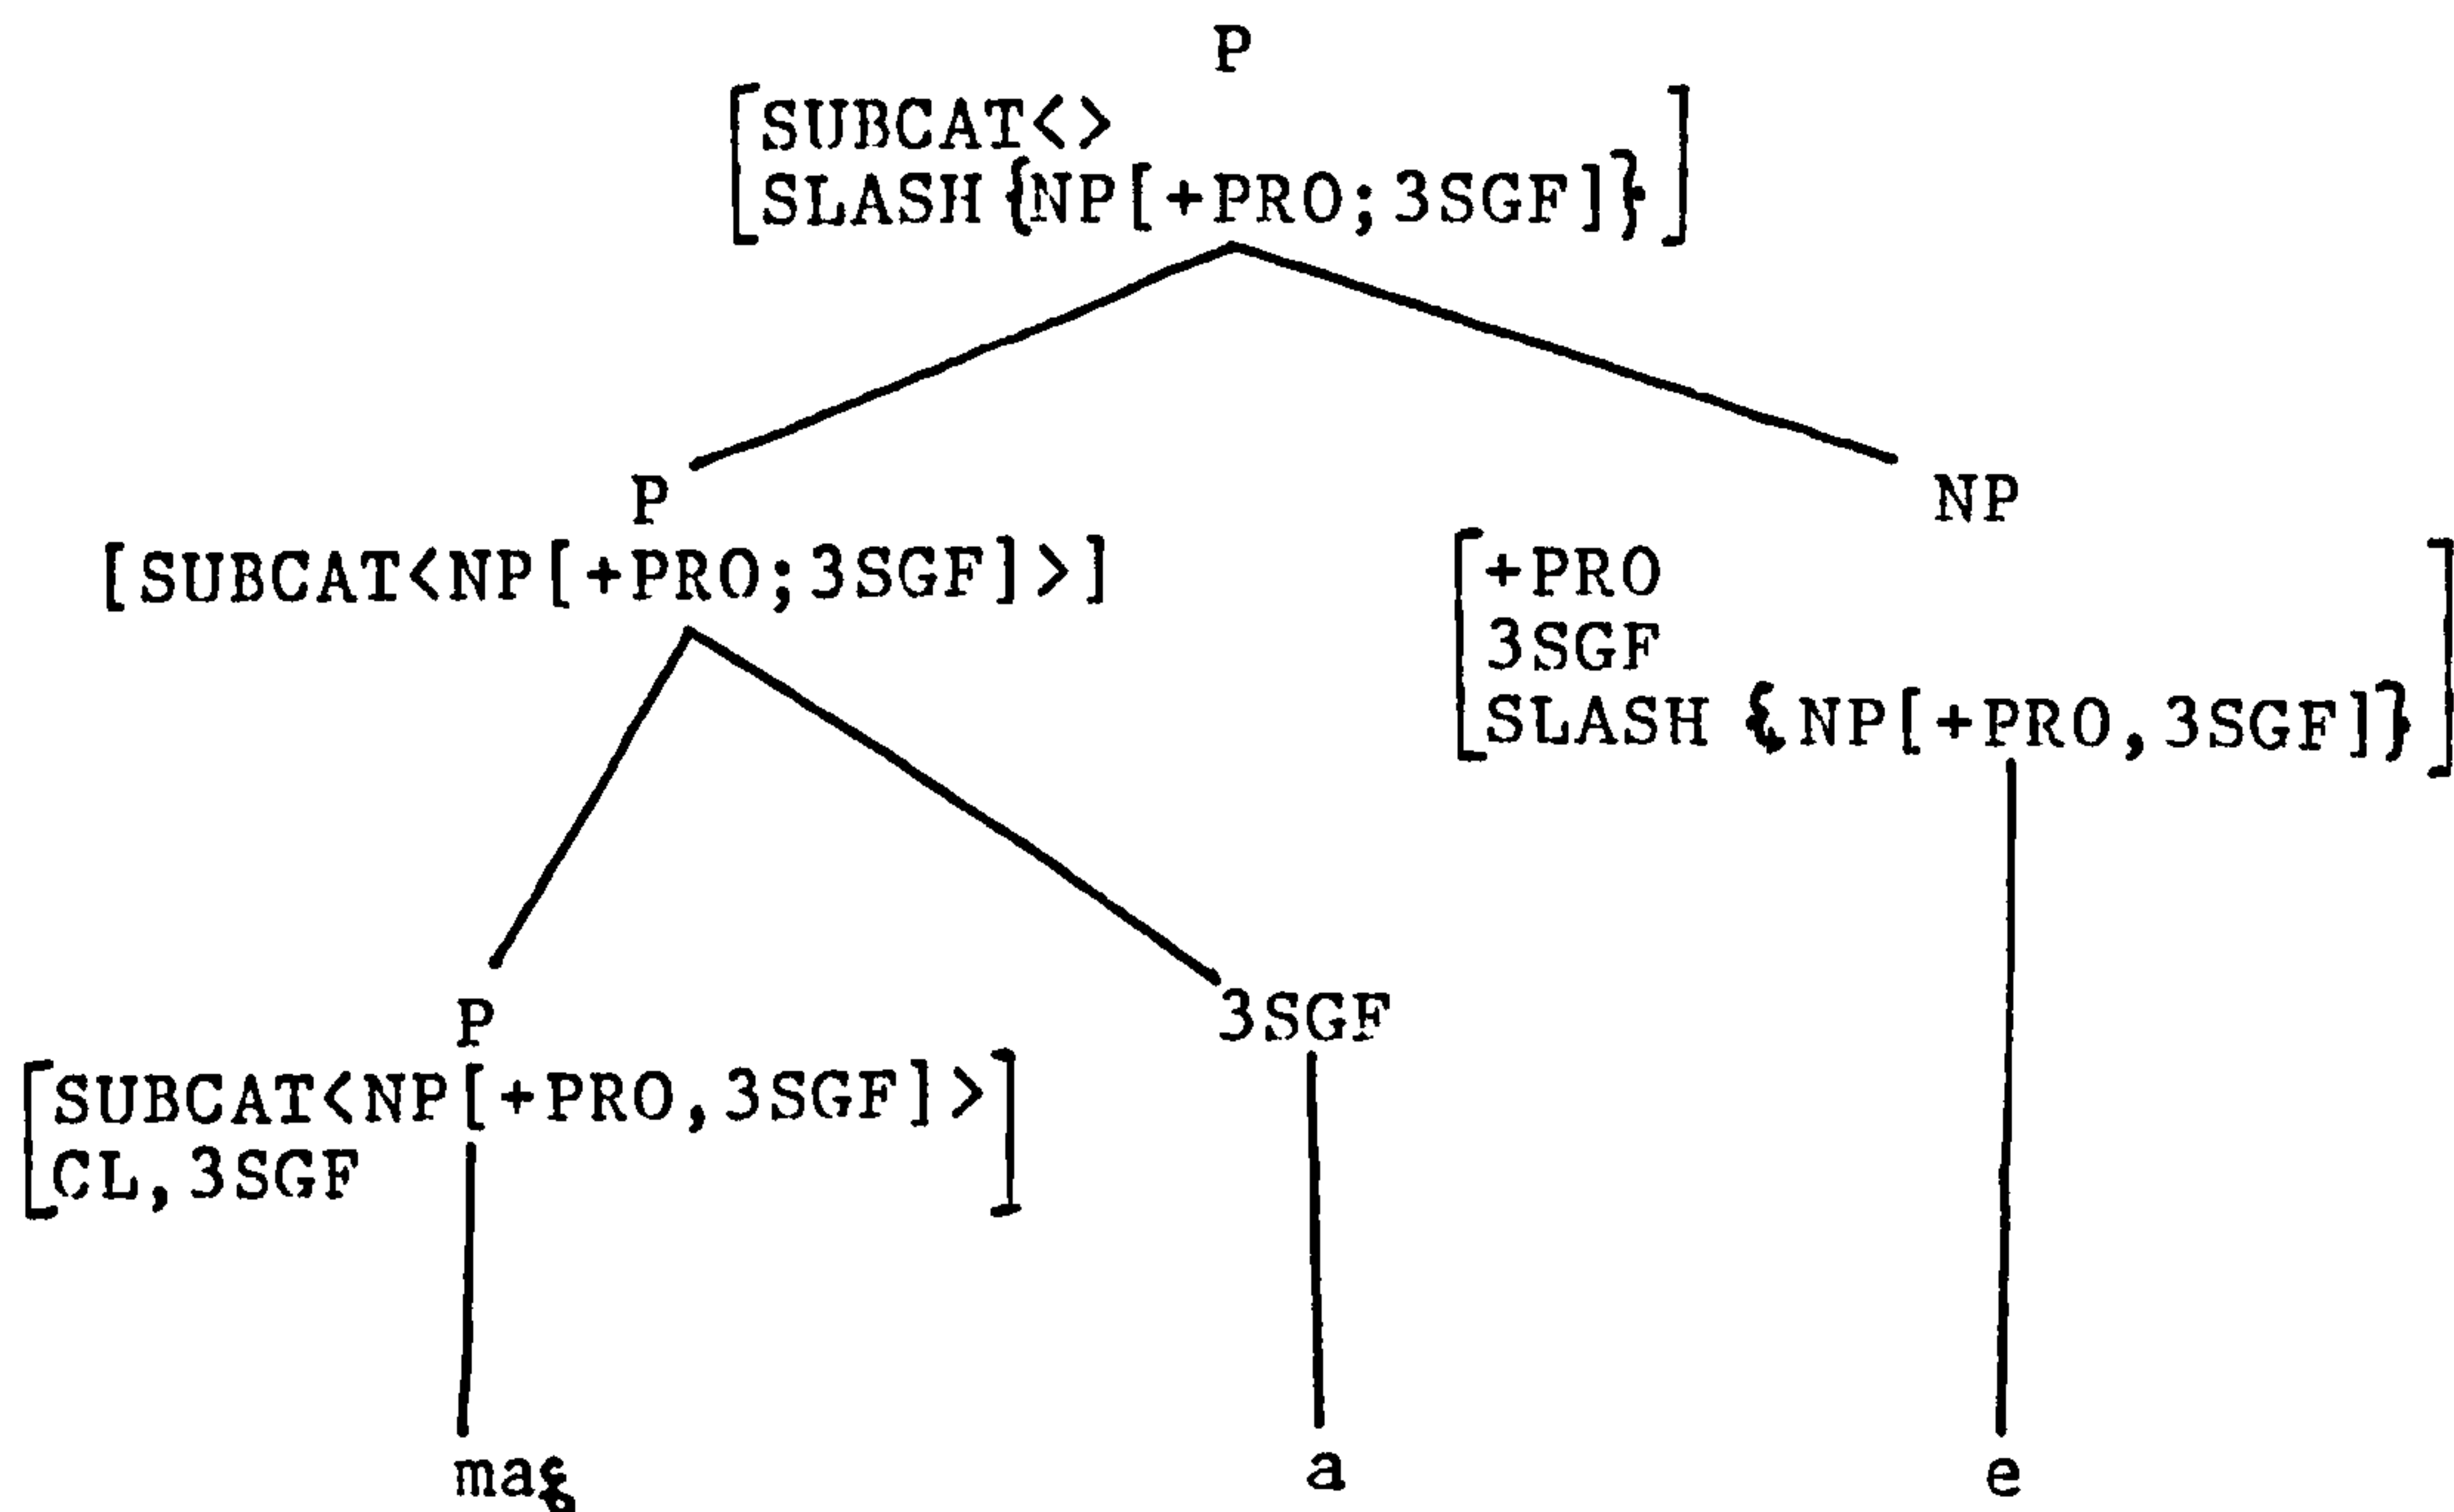 P
[SUBCAT<>
SLASH {NP[+PRO;3SGF]}]
P
[SUBCAT<NP[+PRO;3SGF]>]
NP
[+PRO
3SGF
SLASH {NP[+PRO,3SGF]}]
P
[SUBCAT<NP[+PRO,3SGF]>
CL,3SGF]
3SGF
maʕ
a
e